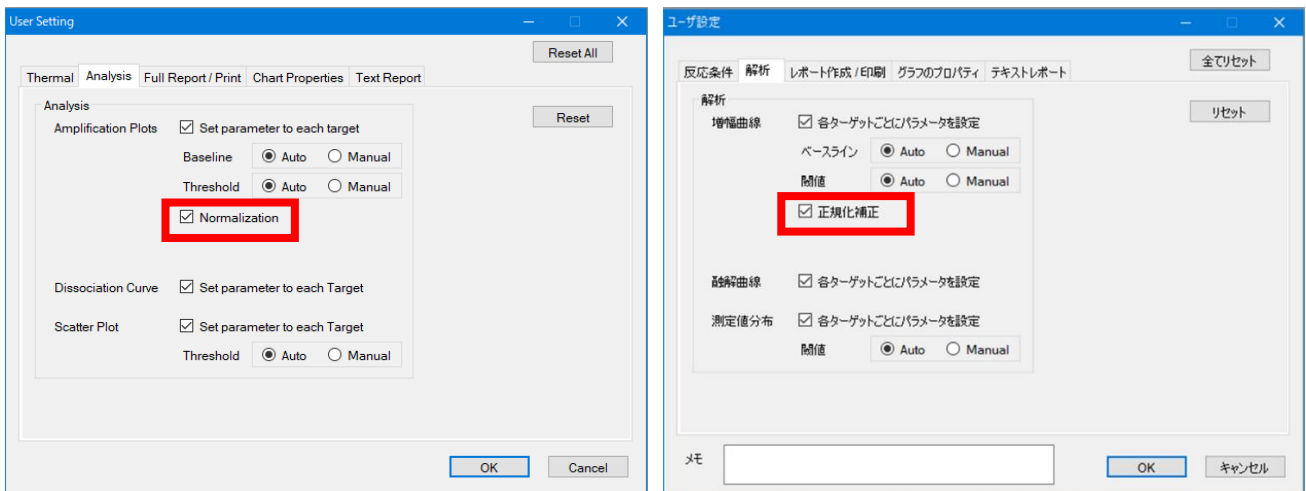 User Setting
Reset All
Thermal Analysis Full Report / Print Chart Properties Text Report
Analysis
Reset
Amplification Plots Set parameter to each target
Baseline Auto Manual
Threshold Auto Manual
Normalization
Dissociation Curve Set parameter to each Target
Scatter Plot Set parameter to each Target
Threshold Auto Manual
OK Cancel
ユーザ設定
全てリセット
反応条件 解析 レポート作成 / 印刷 グラフのプロパティ テキストレポート
解析
リセット
増幅曲線 各ターゲットごとにパラメータを設定
ベースライン Auto Manual
閾値 Auto Manual
正規化補正
融解曲線 各ターゲットごとにパラメータを設定
測定値分布 各ターゲットごとにパラメータを設定
閾値 Auto Manual
メモ
OK キャンセル